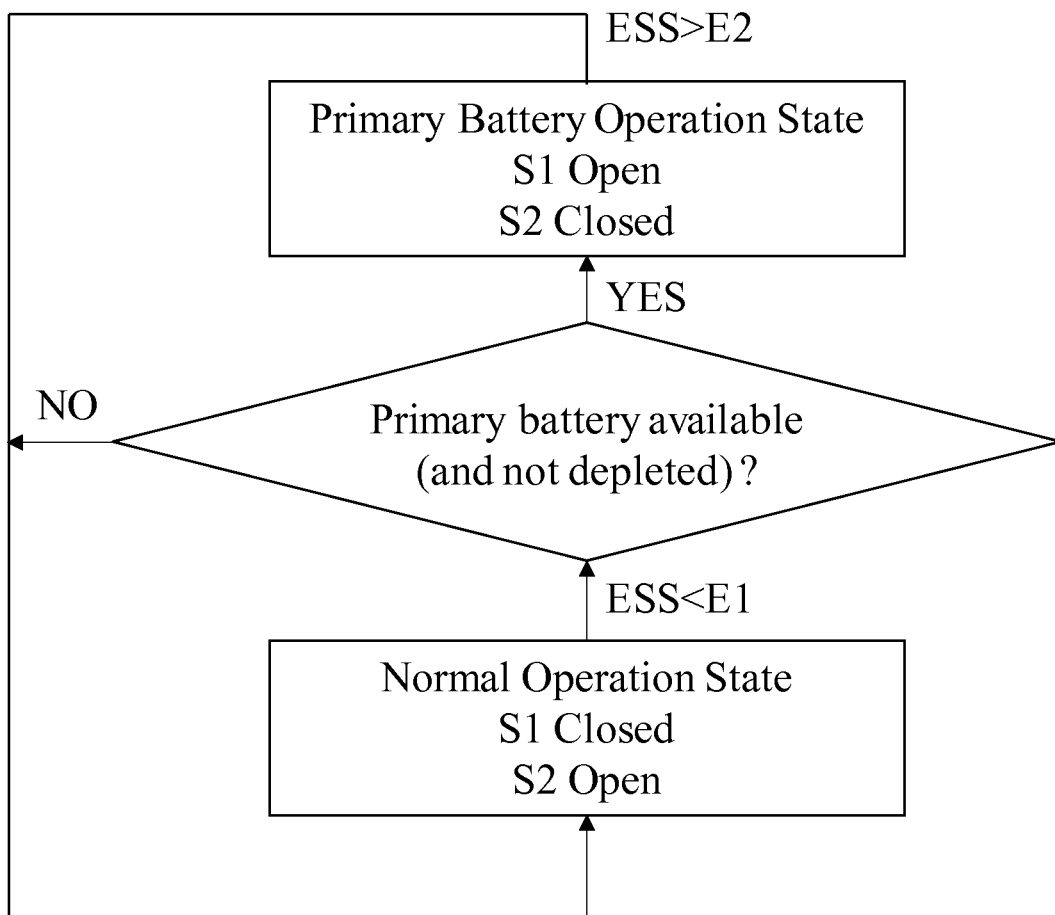 ESS>E2
Primary Battery Operation State
S1 Open
S2 Closed
YES
NO
Primary battery available
(and not depleted) ?
ESS<E1
Normal Operation State
S1 Closed
S2 Open